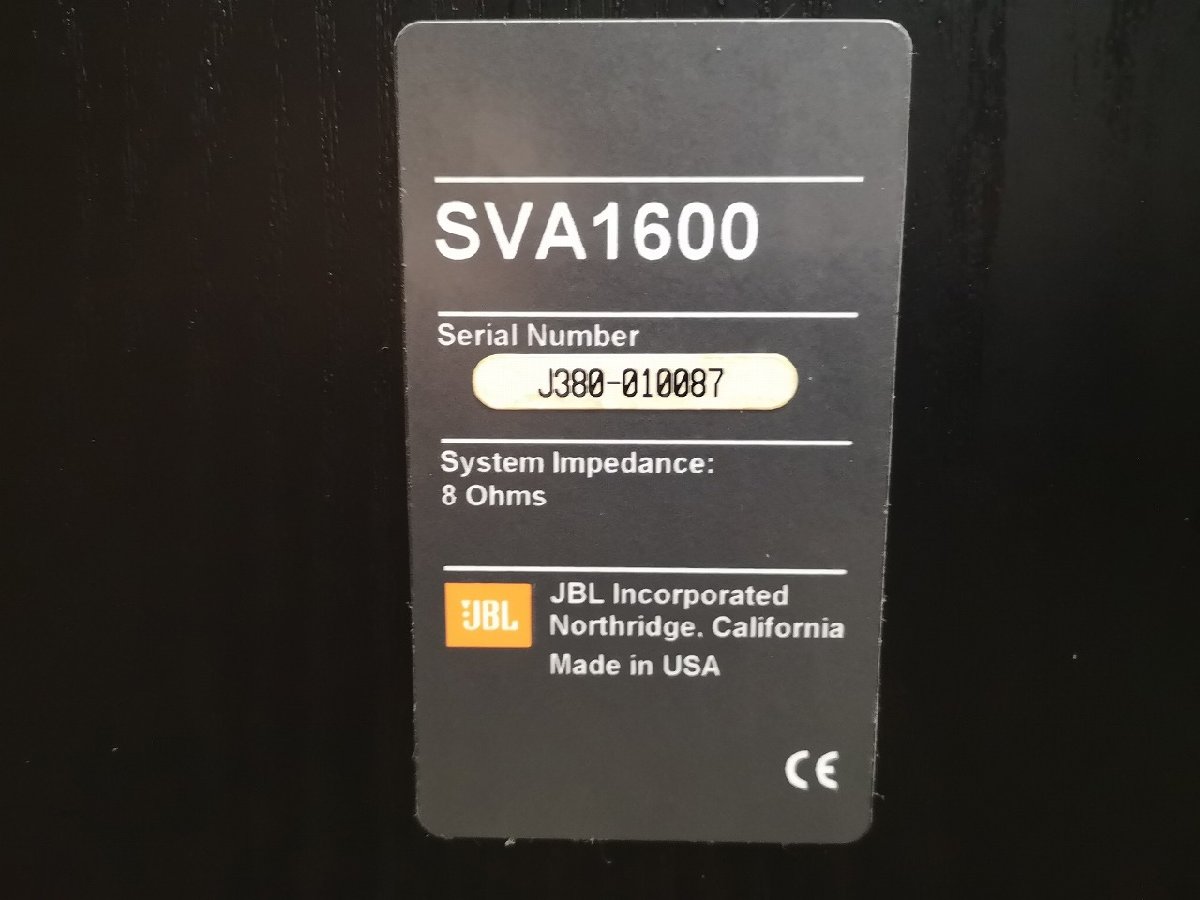 SVA1600
Serial Number
J380-010087
System Impedance:
8 Ohms
JBL
JBL Incorporated
Northridge. California
Made in USA
CE